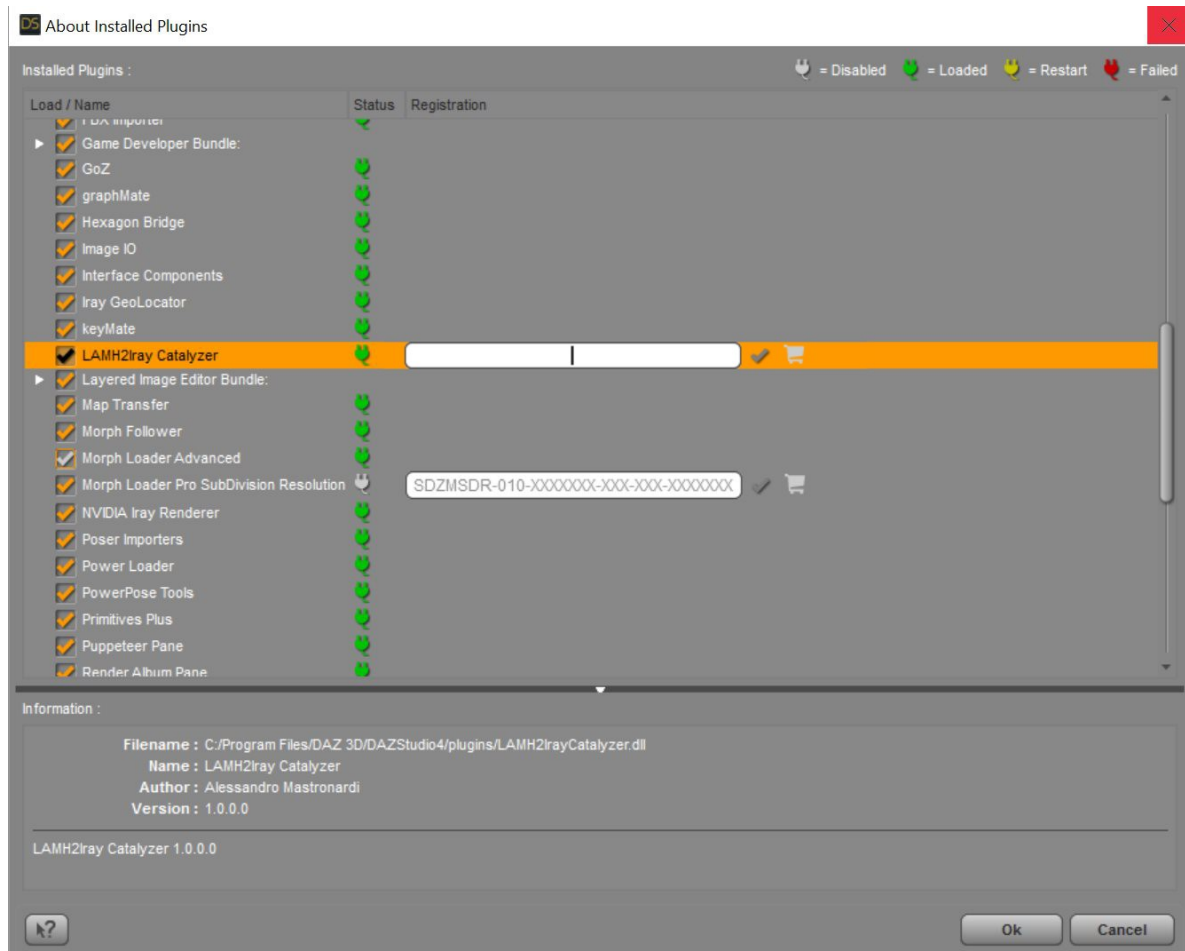 DS About Installed Plugins
Installed Plugins : = Disabled = Loaded = Restart = Failed
Load / Name Status Registration
FBX Importer
Game Developer Bundle:
GoZ
graphMate
Hexagon Bridge
Image IO
Interface Components
Iray GeoLocator
keyMate
LAMH2Iray Catalyzer
Layered Image Editor Bundle:
Map Transfer
Morph Follower
Morph Loader Advanced
Morph Loader Pro SubDivision Resolution SDZMSDR-010-XXXXXXX-XXX-XXX-XXXXXXX
NVIDIA Iray Renderer
Poser Importers
Power Loader
PowerPose Tools
Primitives Plus
Puppeteer Pane
Render Album Pane
Information :
Filename : C:/Program Files/DAZ 3D/DAZStudio4/plugins/LAMH2IrayCatalyzer.dll
Name : LAMH2Iray Catalyzer
Author : Alessandro Mastronardi
Version : 1.0.0.0
LAMH2Iray Catalyzer 1.0.0.0
? Ok Cancel